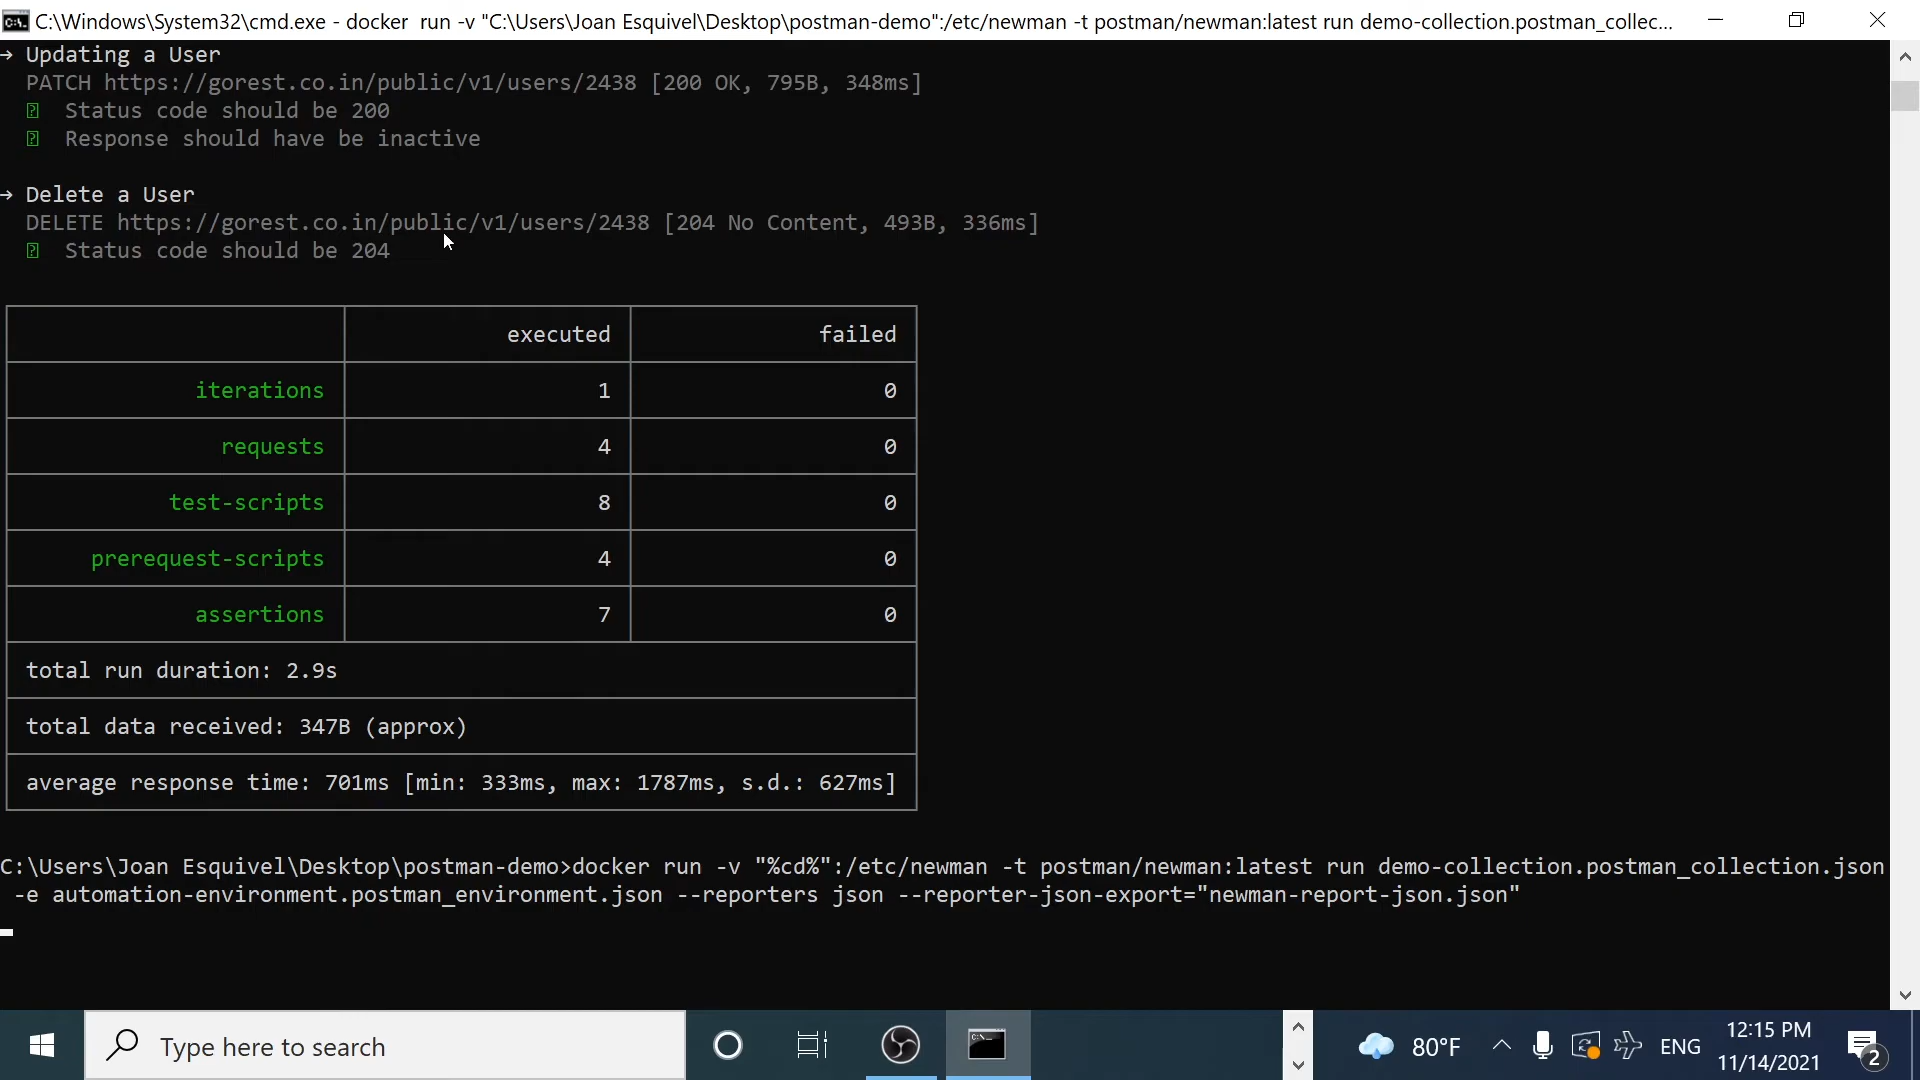 C:\Windows\System32\cmd.exe - docker  run -v "C:\Users\Joan Esquivel\Desktop\postman-demo":/etc/newman -t postman/newman:latest run demo-collection.postman_collec...
→ Updating a User
PATCH https://gorest.co.in/public/v1/users/2438 [200 OK, 795B, 348ms]
Status code should be 200
Response should have be inactive
→ Delete a User
DELETE https://gorest.co.in/public/v1/users/2438 [204 No Content, 493B, 336ms]
Status code should be 204
executed failed
iterations 1 0
requests 4 0
test-scripts 8 0
prerequest-scripts 4 0
assertions 7 0
total run duration: 2.9s
total data received: 347B (approx)
average response time: 701ms [min: 333ms, max: 1787ms, s.d.: 627ms]
C:\Users\Joan Esquivel\Desktop\postman-demo>docker run -v "%cd%":/etc/newman -t postman/newman:latest run demo-collection.postman_collection.json
-e automation-environment.postman_environment.json --reporters json --reporter-json-export="newman-report-json.json"
Type here to search
80°F
ENG
12:15 PM
11/14/2021
2